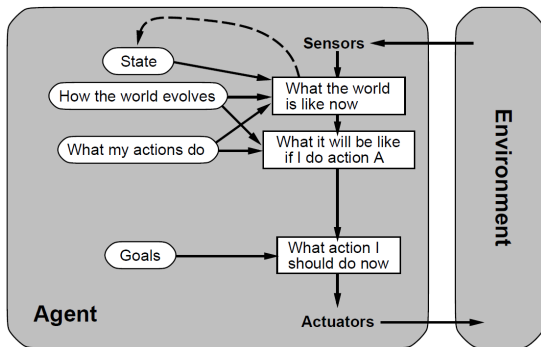 Sensors
State
What the world
is like now
How the world evolves
What it will be like
if I do action A
What my actions do
Environment
Goals
What action I
should do now
Agent
Actuators